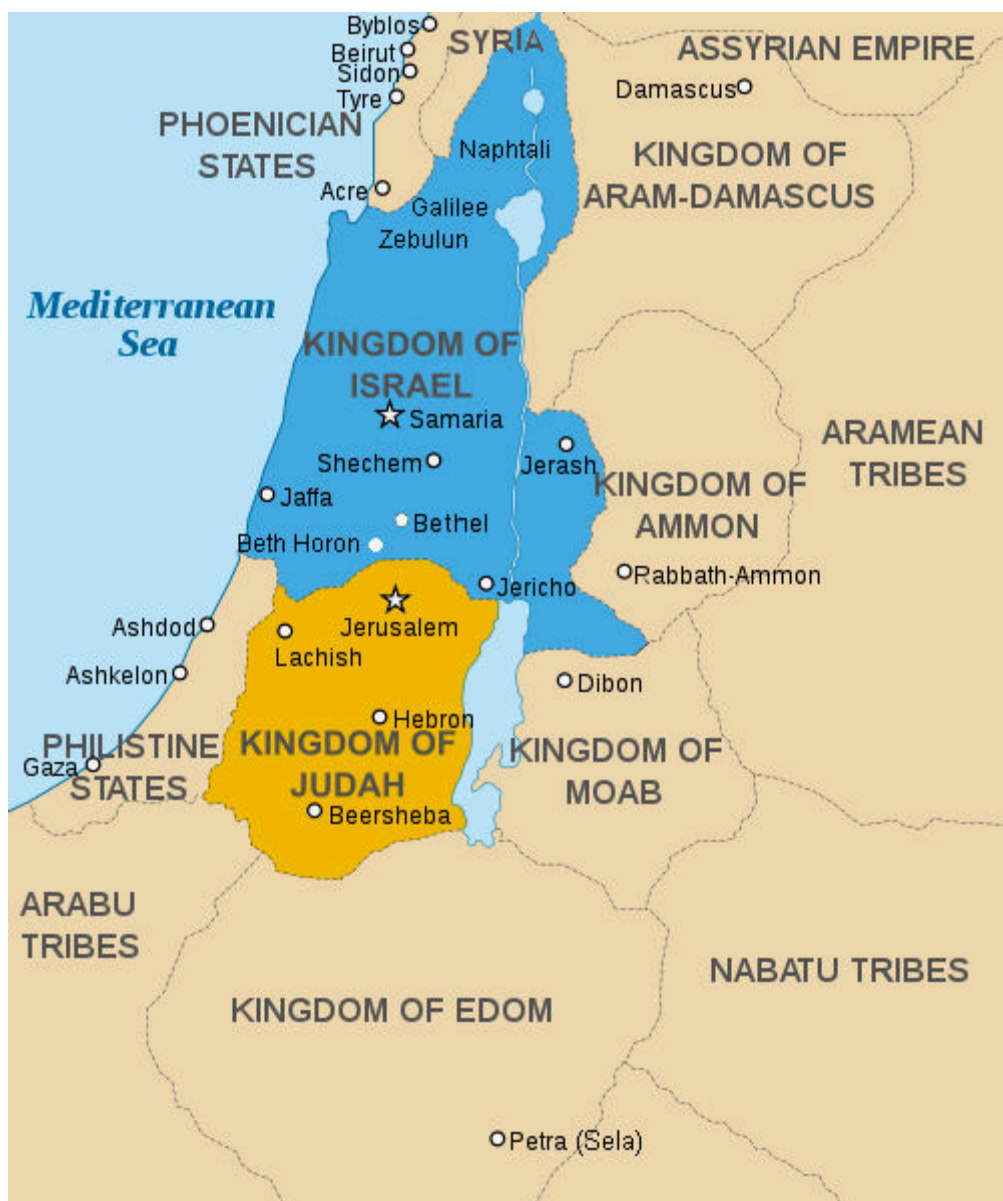 Byblos
SYRIA
ASSYRIAN EMPIRE
Beirut
Sidon
Damascus
Tyre
PHOENICIAN
STATES
Naphtali
KINGDOM OF
ARAM-DAMASCUS
Acre
Galilee
Zebulun
Mediterranean
Sea
KINGDOM OF
ISRAEL
Samaria
ARAMEAN
TRIBES
Shechem
Jerash
KINGDOM OF
AMMON
Jaffa
Bethel
Beth Horon
Jericho
Rabbath-Ammon
Ashdod
Jerusalem
Lachish
Ashkelon
Dibon
Hebron
PHILISTINE
STATES
Gaza
KINGDOM OF
JUDAH
KINGDOM OF
MOAB
Beersheba
ARABU
TRIBES
NABATU TRIBES
KINGDOM OF EDOM
Petra (Sela)